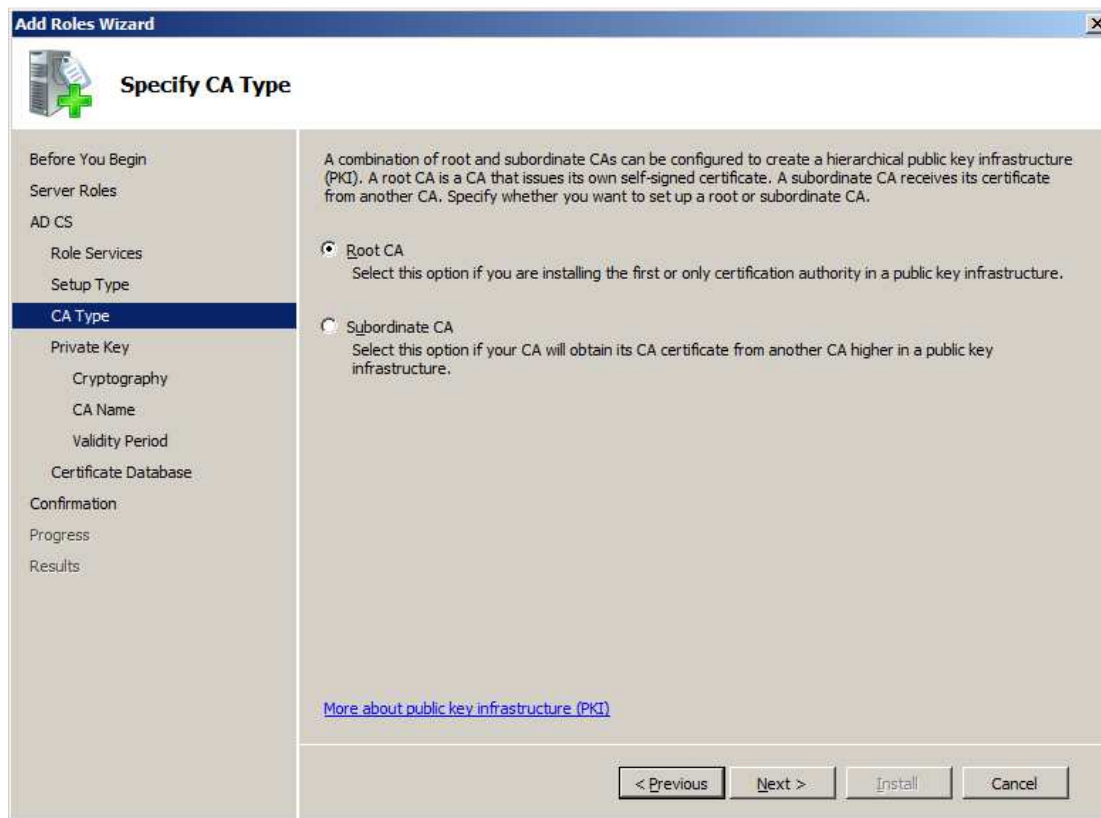 Add Roles Wizard
Specify CA Type
Before You Begin
Server Roles
AD CS
Role Services
Setup Type
CA Type
Private Key
Cryptography
CA Name
Validity Period
Certificate Database
Confirmation
Progress
Results
A combination of root and subordinate CAs can be configured to create a hierarchical public key infrastructure
(PKI). A root CA is a CA that issues its own self-signed certificate. A subordinate CA receives its certificate
from another CA. Specify whether you want to set up a root or subordinate CA.
Root CA
Select this option if you are installing the first or only certification authority in a public key infrastructure.
Subordinate CA
Select this option if your CA will obtain its CA certificate from another CA higher in a public key
infrastructure.
More about public key infrastructure (PKI)
< Previous
Next >
Install
Cancel